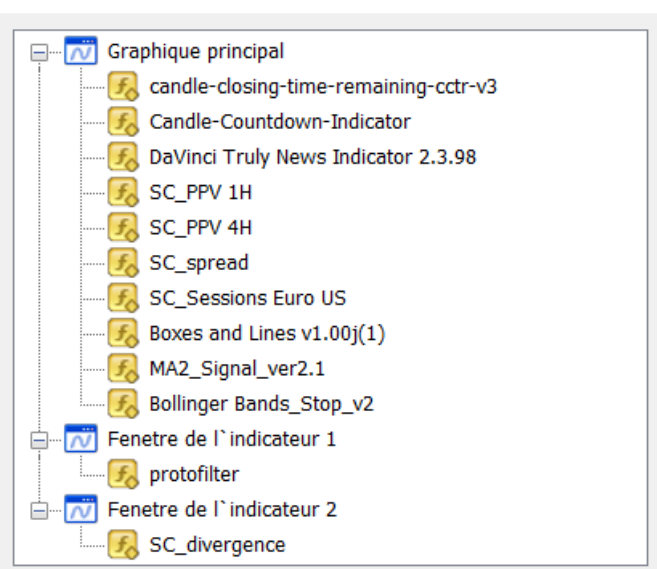 Graphique principal
candle-closing-time-remaining-cctr-v3
Candle-Countdown-Indicator
DaVinci Truly News Indicator 2.3.98
SC_PPV 1H
SC_PPV 4H
SC_spread
SC_Sessions Euro US
Boxes and Lines v1.00j(1)
MA2_Signal_ver2.1
Bollinger Bands_Stop_v2
Fenetre de l`indicateur 1
protofilter
Fenetre de l`indicateur 2
SC_divergence